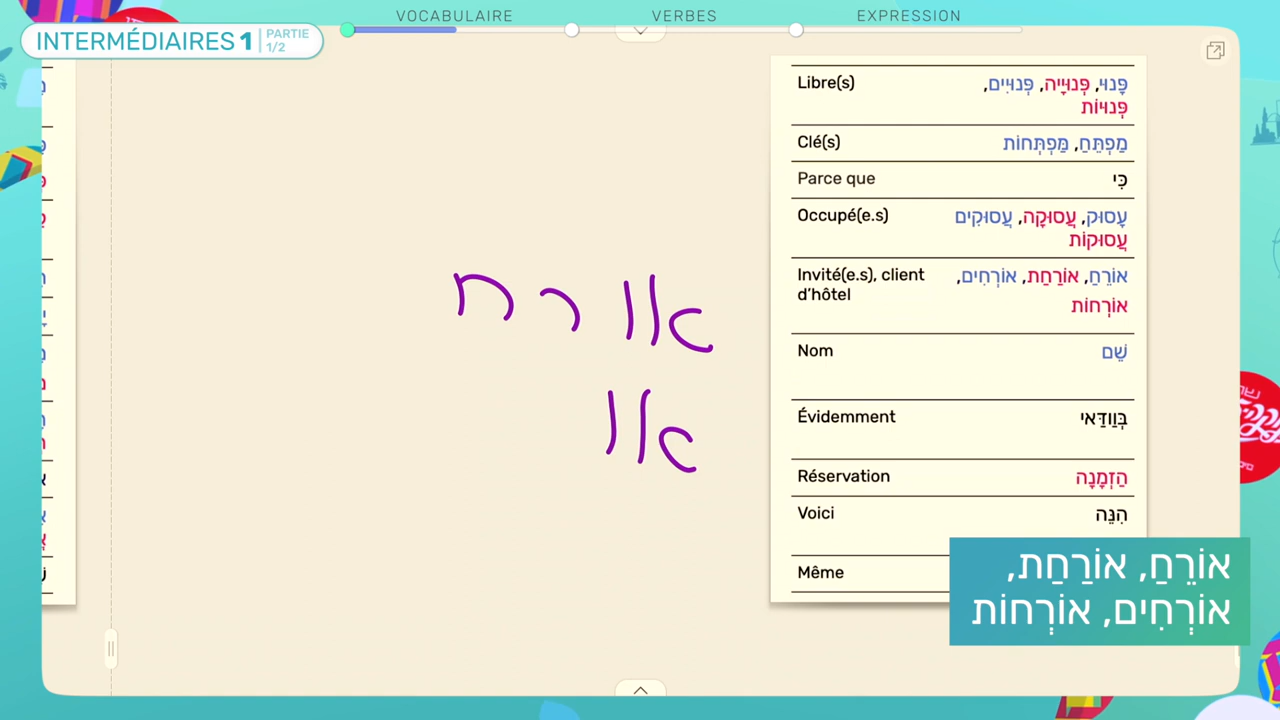 VOCABULAIRE
VERBES
EXPRESSION
INTERMÉDIAIRES 1
PARTIE 1/2
Libre(s)
פָּנוּי, פְּנוּיָיה, פְּנוּיִים,
פְּנוּיוֹת
Clé(s)
מַפְתֵּחַ, מַפְתְּחוֹת
Parce que
כִּי
Occupé(e.s)
עָסוּק, עֲסוּקָה, עֲסוּקִים
עֲסוּקוֹת
Invité(e.s), client
d'hôtel
אוֹרֵחַ, אוֹרַחַת, אוֹרְחִים,
אוֹרְחוֹת
Nom
שֵׁם
Évidemment
בְּוַודַּאי
Réservation
הַזְמָנָה
Voici
הִנֵּה
Même
אורח
או
אוֹרֵחַ, אוֹרַחַת,
אוֹרְחִים, אוֹרְחוֹת